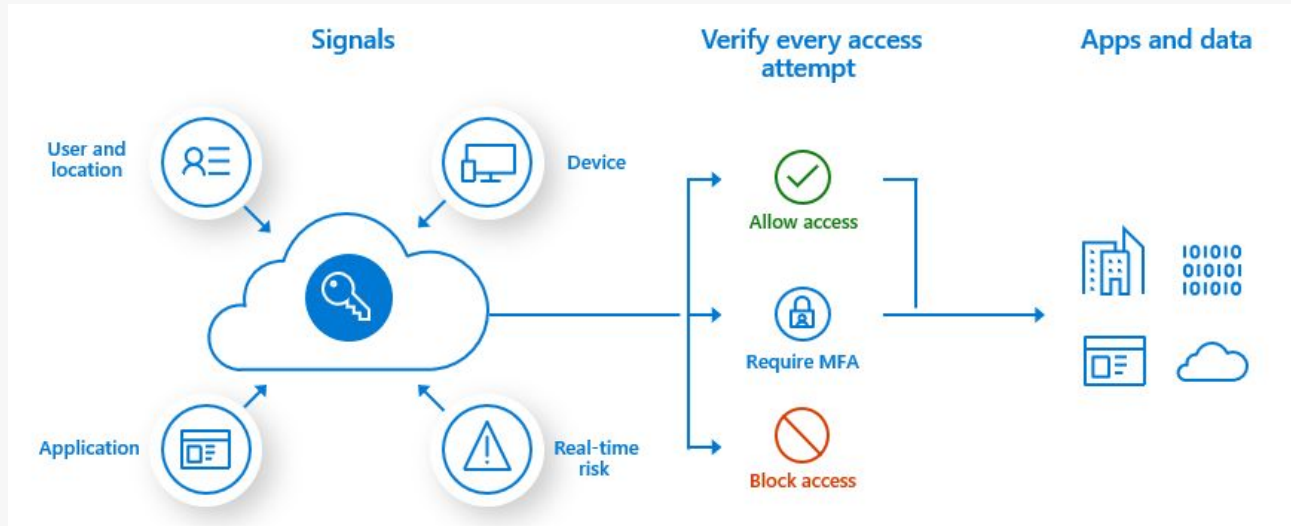 Signals
Verify every access
attempt
Apps and data
User and
location
Device
Allow access
101010
010101
101010
Require MFA
Application
Real-time
risk
Block access